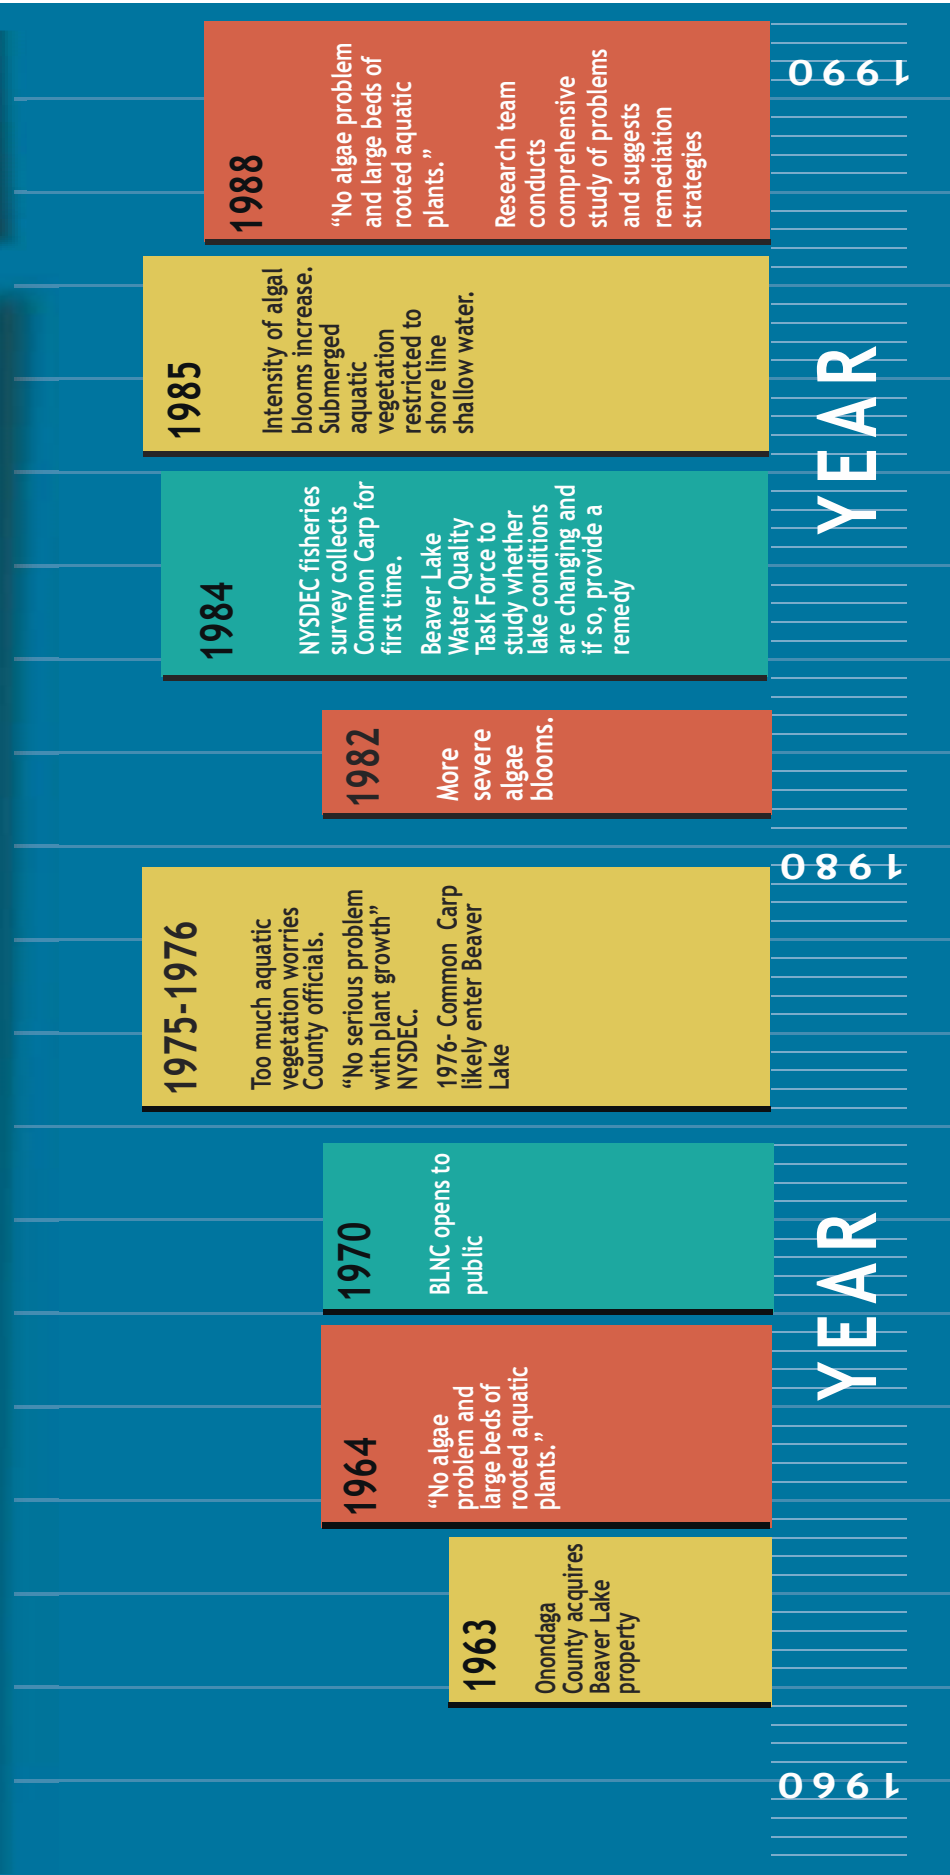 1963
Onondaga
County acquires
Beaver Lake
property
1964
“No algae
problem and
large beds of
rooted aquatic
plants.”
1970
BLNC opens to
public
1975-1976
Too much aquatic
vegetation worries
County officials.
“No serious problem
with plant growth”
NYSDEC.
1976- Common Carp
likely enter Beaver
Lake
1982
More
severe
algae
blooms.
1984
NYSDEC fisheries
survey collects
Common Carp for
first time.
Beaver Lake
Water Quality
Task Force to
study whether
lake conditions
are changing and
if so, provide a
remedy
1985
Intensity of algal
blooms increase.
Submerged
aquatic
vegetation
restricted to
shore line
shallow water.
1988
“No algae problem
and large beds of
rooted aquatic
plants.”
Research team
conducts
comprehensive
study of problems
and suggests
remediation
strategies
1960
YEAR
1980
YEAR
1990